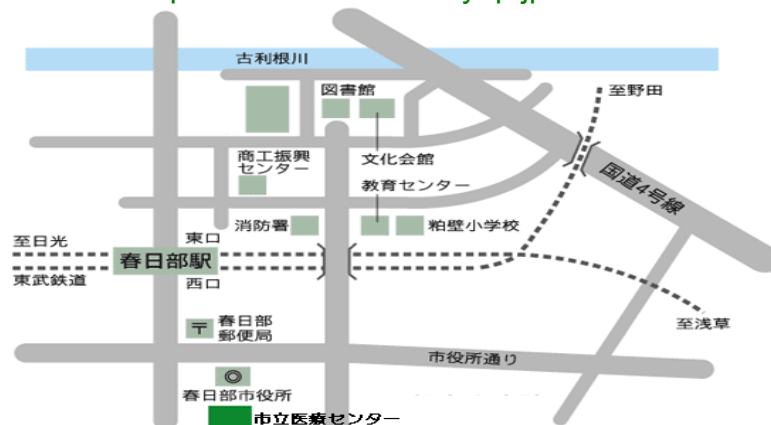 古利根川
図書館
至野田
商工振興
センター
文化会館
教育センター
国道4号線
消防署
粕壁小学校
東口
至日光
春日部駅
東武鉄道
西口
〒
春日部
郵便局
至浅草
市役所通り
◎
春日部市役所
市立医療センター